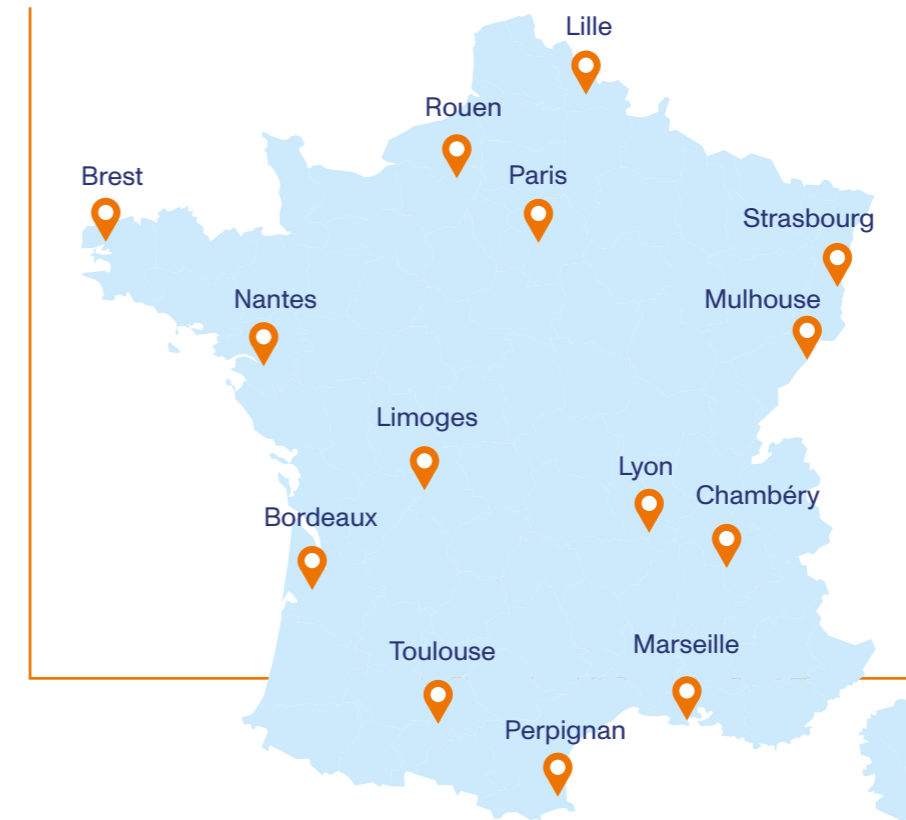 Lille
Rouen
Paris
Brest
Strasbourg
Nantes
Mulhouse
Limoges
Lyon
Chambéry
Bordeaux
Marseille
Toulouse
Perpignan